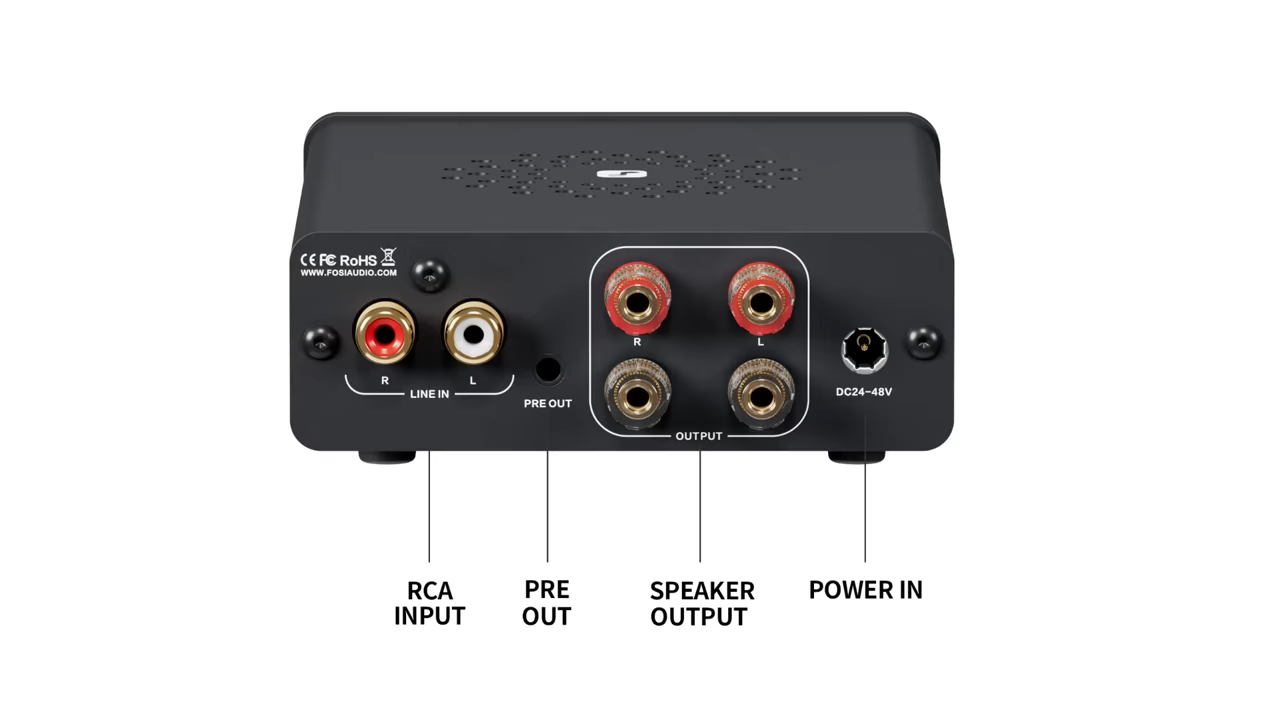 CE FC RoHS
WWW.FOSIAUDIO.COM
R
L
LINE IN
PRE OUT
R
L
OUTPUT
DC24-48V
RCA
INPUT
PRE
OUT
SPEAKER
OUTPUT
POWER IN